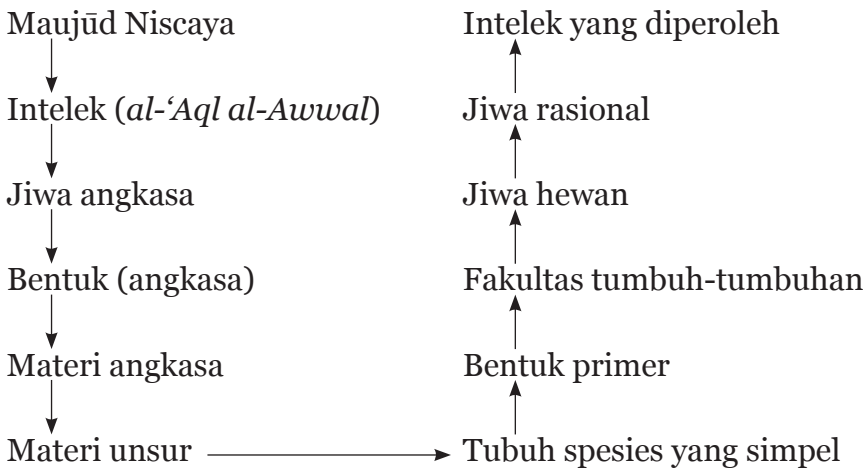 Maujūd Niscaya
Intelek (al-‘Aql al-Awwal)
Jiwa angkasa
Bentuk (angkasa)
Materi angkasa
Materi unsur
Intelek yang diperoleh
Jiwa rasional
Jiwa hewan
Fakultas tumbuh-tumbuhan
Bentuk primer
Tubuh spesies yang simpel